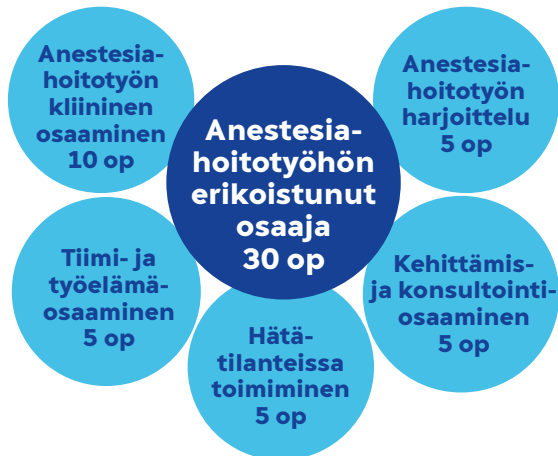 Anestesia-
hoitotyön
kliininen
osaaminen
10 op
Anestesia-
hoitotyöhön
erikoistunut
osaaja
30 op
Anestesia-
hoitotyön
harjoittelu
5 op
Tiimi- ja
työelämä-
osaaminen
5 op
Hätä-
tilanteissa
toimiminen
5 op
Kehittämis-
ja konsultointi-
osaaminen
5 op